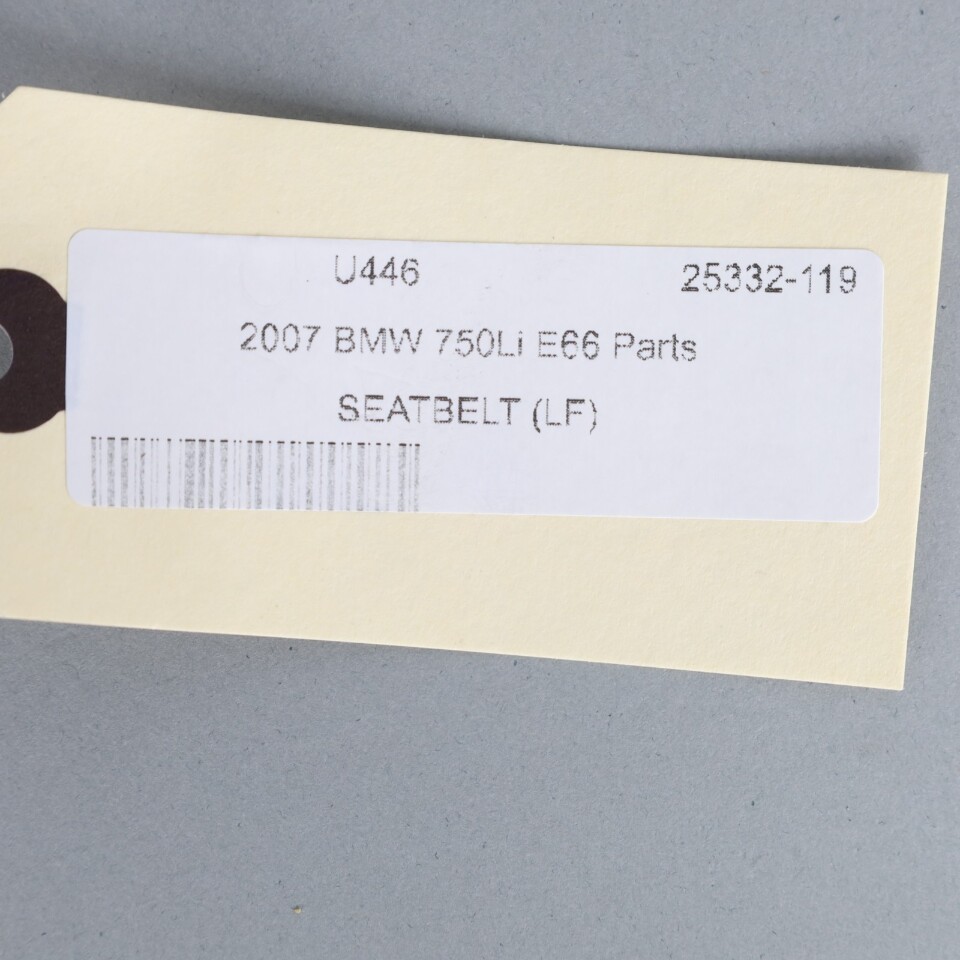 U446 25332-119
2007 BMW 750Li E66 Parts
SEATBELT (LF)